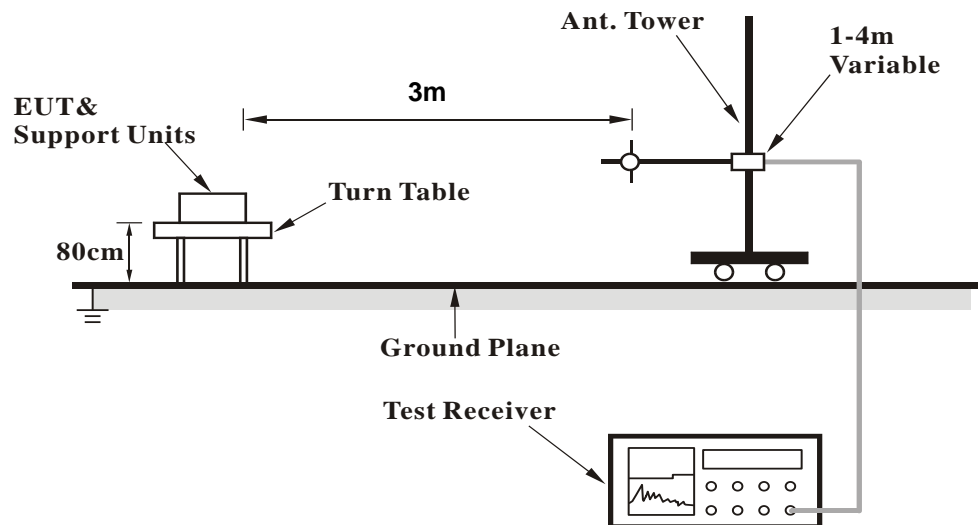 Ant. Tower
1-4m
Variable
3m
EUT&
Support Units
Turn Table
80cm
Ground Plane
Test Receiver